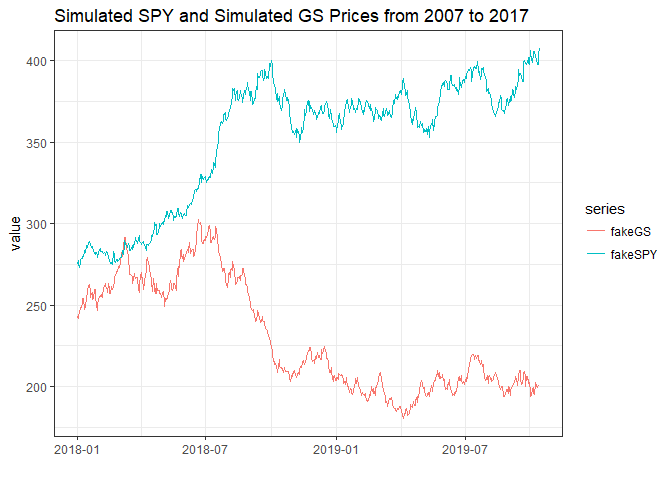 Simulated SPY and Simulated GS Prices from 2007 to 2017
400
350
300
250
200
value
2018-01
2018-07
2019-01
2019-07
series
fakeGS
fakeSPY